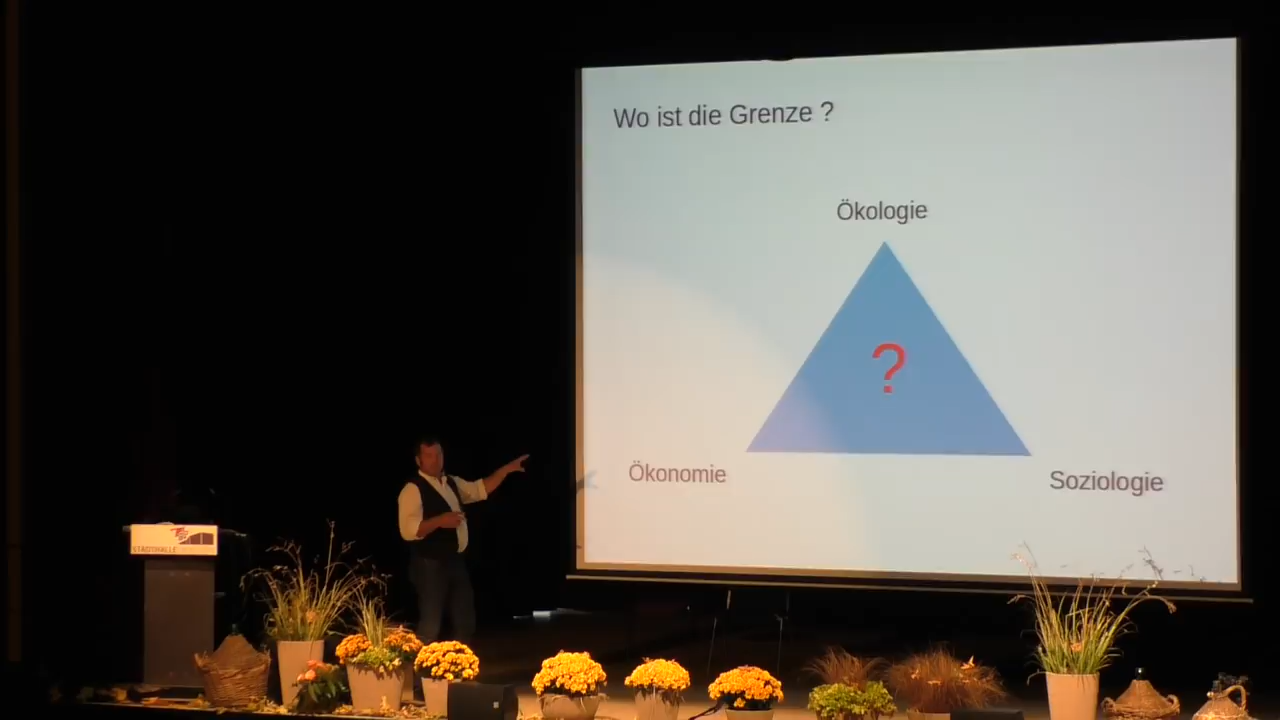 Wo ist die Grenze ?
Ökologie
?
Ökonomie
Soziologie
STADTHALLE